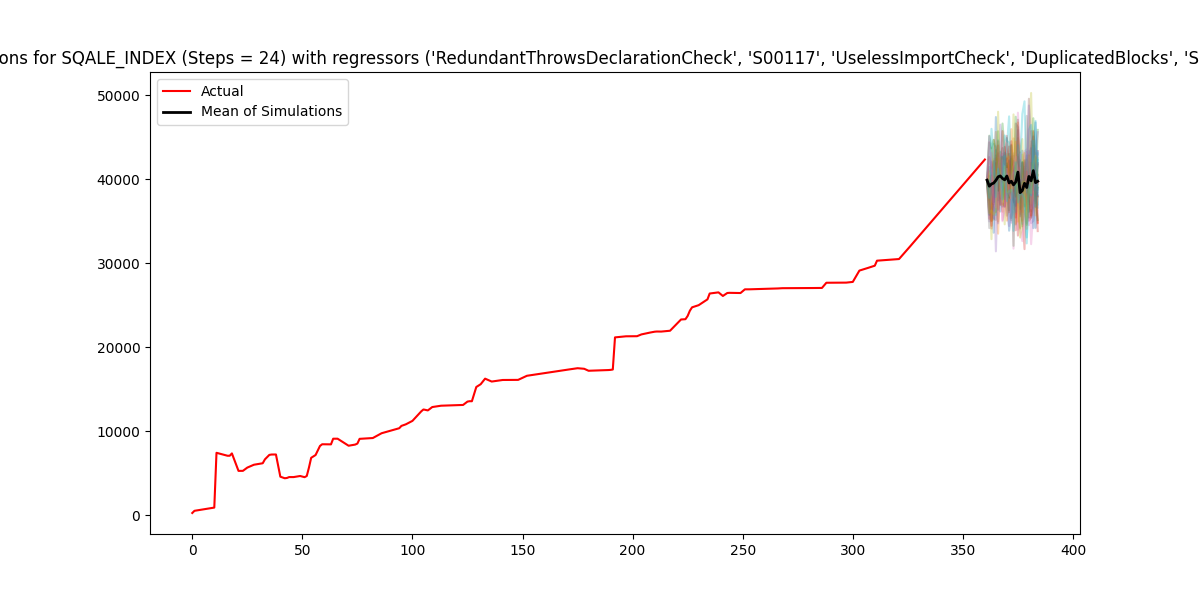 ons for SQALE_INDEX (Steps = 24) with regressors ('RedundantThrowsDeclarationCheck', 'S00117', 'UselessImportCheck', 'DuplicatedBlocks', 'S
Actual
Mean of Simulations
50000
40000
30000
20000
10000
0
0 50 100 150 200 250 300 350 400